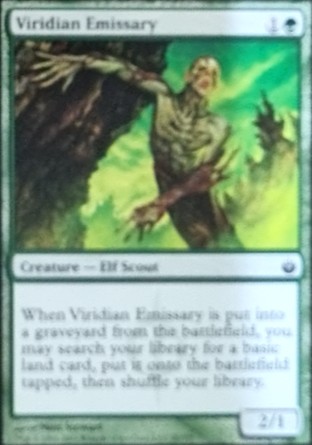 Viridian Emissary 1
Creature — Elf Scout
When Viridian Emissary is put into
a graveyard from the battlefield, you
may search your library for a basic
land card, put it onto the battlefield
tapped, then shuffle your library.
2/1